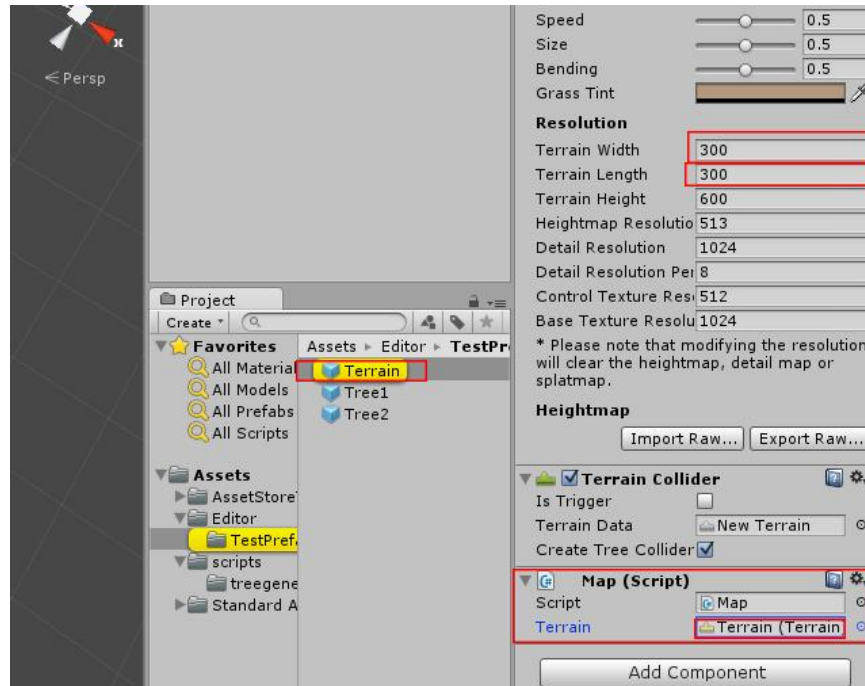 x
Persp
Project
Create
Favorites
All Material
All Models
All Prefabs
All Scripts
Assets
AssetStore
Editor
TestPrefa
scripts
treegene
Standard A
Assets ▸ Editor ▸ TestPr
Terrain
Tree1
Tree2
Speed 0.5
Size 0.5
Bending 0.5
Grass Tint
Resolution
Terrain Width 300
Terrain Length 300
Terrain Height 600
Heightmap Resolutio 513
Detail Resolution 1024
Detail Resolution Per 8
Control Texture Res 512
Base Texture Resolu 1024
* Please note that modifying the resolution
will clear the heightmap, detail map or
splatmap.
Heightmap
Import Raw... Export Raw...
Terrain Collider
Is Trigger
Terrain Data New Terrain
Create Tree Collider
Map (Script)
Script Map
Terrain Terrain (Terrain
Add Component